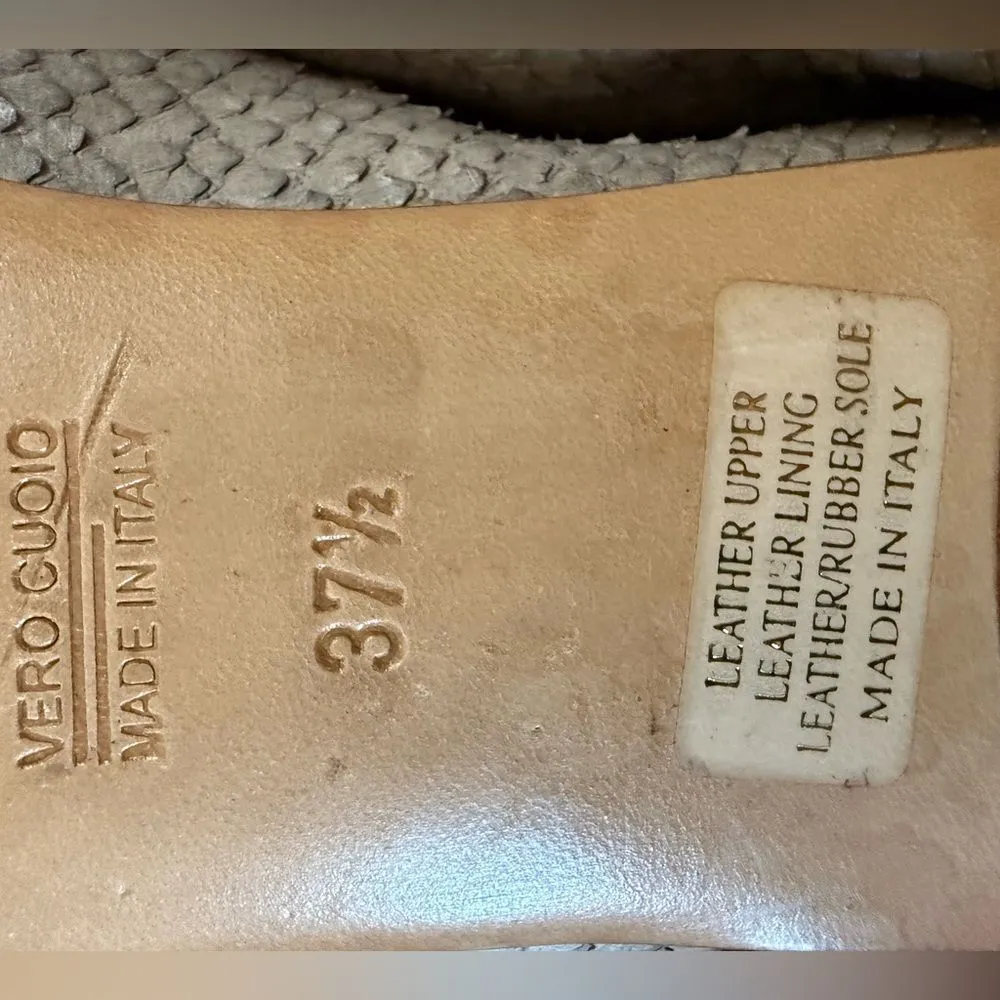 VERO CUOIO
MADE IN ITALY
37½
LEATHER UPPER
LEATHER LINING
LEATHER/RUBBER SOLE
MADE IN ITALY